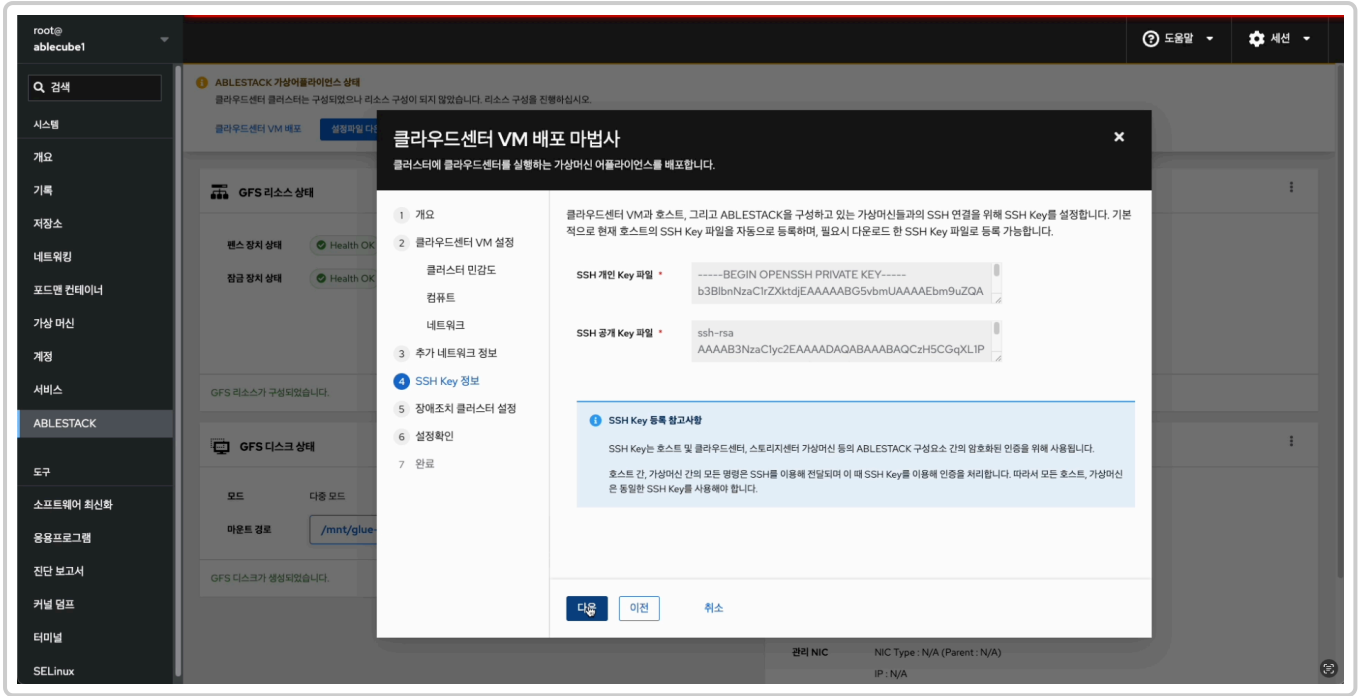 root@
ablecube1
도움말
세션
검색
시스템
개요
기록
저장소
네트워킹
포드맨 컨테이너
가상 머신
계정
서비스
ABLESTACK
도구
소프트웨어 최신화
응용프로그램
진단 보고서
커널 덤프
터미널
SELinux
ABLESTACK 가상어플라이언스 상태
클라우드센터 클러스터는 구성되었으나 리소스 구성이 되지 않았습니다. 리소스 구성을 진행하십시오.
클라우드센터 VM 배포
설정파일
GFS 리소스 상태
펜스 장치 상태
Health OK
잠금 장치 상태
Health OK
GFS 리소스가 구성되었습니다.
GFS 디스크 상태
모드
다중 모드
마운트 경로
/mnt/glue-
GFS 디스크가 생성되었습니다.
클라우드센터 VM 배포 마법사
클러스터에 클라우드센터를 실행하는 가상머신 어플라이언스를 배포합니다.
1 개요
2 클라우드센터 VM 설정
클러스터 민감도
컴퓨트
네트워크
3 추가 네트워크 정보
4 SSH Key 정보
5 장애조치 클러스터 설정
6 설정확인
7 완료
클라우드센터 VM과 호스트, 그리고 ABLESTACK을 구성하고 있는 가상머신들과의 SSH 연결을 위해 SSH Key를 설정합니다. 기본
적으로 현재 호스트의 SSH Key 파일을 자동으로 등록하며, 필요시 다운로드 한 SSH Key 파일로 등록 가능합니다.
SSH 개인 Key 파일 *
-----BEGIN OPENSSH PRIVATE KEY-----
b3BlbnNzaC1rZXktdjEAAAAABG5vbmUAAAAEbm9uZQA
SSH 공개 Key 파일 *
ssh-rsa
AAAAB3NzaC1yc2EAAAADAQABAAABAQCzH5CGqXL1P
SSH Key 등록 참고사항
SSH Key는 호스트 및 클라우드센터, 스토리지센터 가상머신 등의 ABLESTACK 구성요소 간의 암호화된 인증을 위해 사용됩니다.
호스트 간, 가상머신 간의 모든 명령은 SSH를 이용해 전달되며 이 때 SSH Key를 이용해 인증을 처리합니다. 따라서 모든 호스트, 가상머신
은 동일한 SSH Key를 사용해야 합니다.
다음
이전
취소
관리 NIC
NIC Type : N/A (Parent : N/A)
IP : N/A